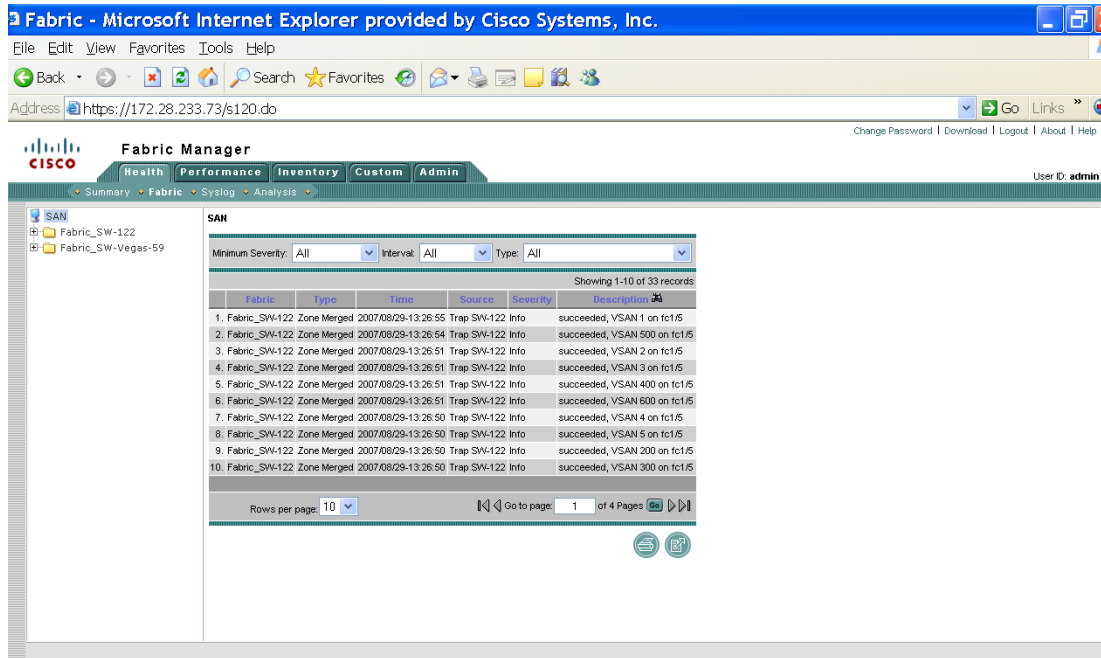 Fabric - Microsoft Internet Explorer provided by Cisco Systems, Inc.
File Edit View Favorites Tools Help
Back Search Favorites
Address https://172.28.233.73/s120.do Go Links »
Change Password | Download | Logout | About | Help
CISCO Fabric Manager
Health Performance Inventory Custom Admin
User ID: admin
Summary Fabric Syslog Analysis
SAN
Fabric_SW-122
Fabric_SW-Vegas-59
SAN
Minimum Severity: All Interval: All Type: All
Showing 1-10 of 33 records
Fabric Type Time Source Severity Description
1. Fabric_SW-122 Zone Merged 2007/08/29-13:26:55 Trap SW-122 Info succeeded, VSAN 1 on fc1/5
2. Fabric_SW-122 Zone Merged 2007/08/29-13:26:54 Trap SW-122 Info succeeded, VSAN 500 on fc1/5
3. Fabric_SW-122 Zone Merged 2007/08/29-13:26:51 Trap SW-122 Info succeeded, VSAN 2 on fc1/5
4. Fabric_SW-122 Zone Merged 2007/08/29-13:26:51 Trap SW-122 Info succeeded, VSAN 3 on fc1/5
5. Fabric_SW-122 Zone Merged 2007/08/29-13:26:51 Trap SW-122 Info succeeded, VSAN 400 on fc1/5
6. Fabric_SW-122 Zone Merged 2007/08/29-13:26:51 Trap SW-122 Info succeeded, VSAN 600 on fc1/5
7. Fabric_SW-122 Zone Merged 2007/08/29-13:26:50 Trap SW-122 Info succeeded, VSAN 4 on fc1/5
8. Fabric_SW-122 Zone Merged 2007/08/29-13:26:50 Trap SW-122 Info succeeded, VSAN 5 on fc1/5
9. Fabric_SW-122 Zone Merged 2007/08/29-13:26:50 Trap SW-122 Info succeeded, VSAN 200 on fc1/5
10. Fabric_SW-122 Zone Merged 2007/08/29-13:26:50 Trap SW-122 Info succeeded, VSAN 300 on fc1/5
Rows per page: 10 Go to page: 1 of 4 Pages Go